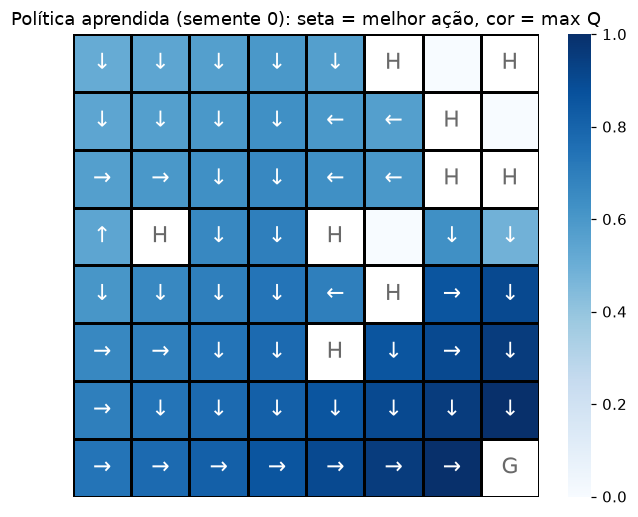 Política aprendida (semente 0): seta = melhor ação, cor = max Q
↓ ↓ ↓ ↓ ↓ H H
↓ ↓ ↓ ↓ ← ← H
→ → ↓ ↓ ← ← H H
↑ H ↓ ↓ H ↓ ↓
↓ ↓ ↓ ↓ ← H → ↓
→ → ↓ ↓ H ↓ → ↓
→ ↓ ↓ ↓ ↓ ↓ ↓ ↓
→ → → → → → → G
1.0
0.8
0.6
0.4
0.2
0.0